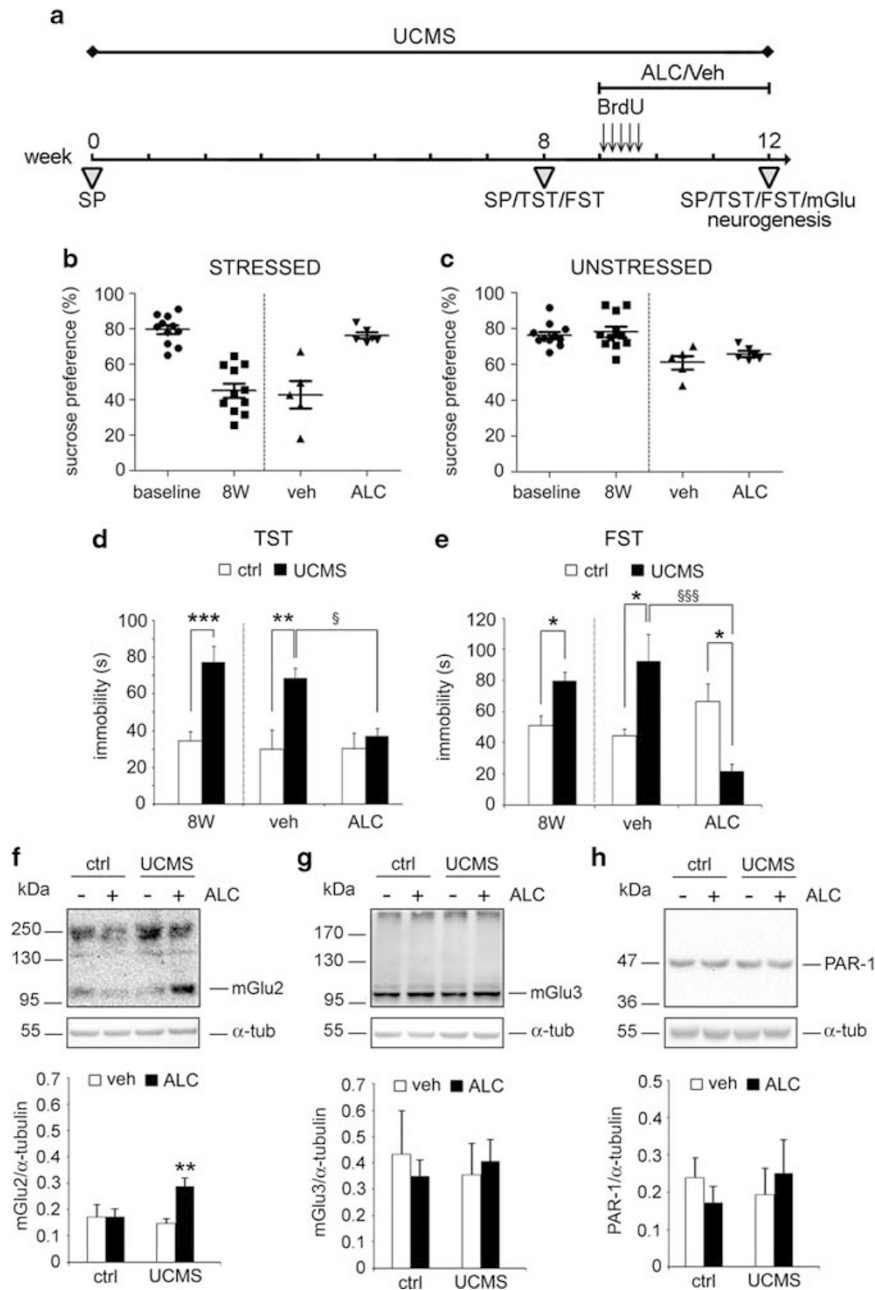 a
UCMS
ALC/Veh
BrdU
week 0 8 12
SP SP/TST/FST SP/TST/FST/mGlu
neurogenesis
b STRESSED
sucrose preference (%)
100
80
60
40
20
0
baseline 8W veh ALC
c UNSTRESSED
sucrose preference (%)
100
80
60
40
20
0
baseline 8W veh ALC
d TST
ctrl UCMS
immobility (s)
100
80
60
40
20
0
*** ** §
8W veh ALC
e FST
ctrl UCMS
immobility (s)
120
100
80
60
40
20
0
* * §§§ *
8W veh ALC
f ctrl UCMS
kDa - + - + ALC
250
130
95
mGlu2
55 α-tub
veh ALC
mGlu2/α-tubulin
0.7
0.6
0.5
0.4
0.3
0.2
0.1
0
**
ctrl UCMS
g ctrl UCMS
kDa - + - + ALC
170
130
95
mGlu3
55 α-tub
veh ALC
mGlu3/α-tubulin
0.7
0.6
0.5
0.4
0.3
0.2
0.1
0
ctrl UCMS
h ctrl UCMS
kDa - + - + ALC
47 PAR-1
36
55 α-tub
veh ALC
PAR-1/α-tubulin
0.5
0.4
0.3
0.2
0.1
0
ctrl UCMS